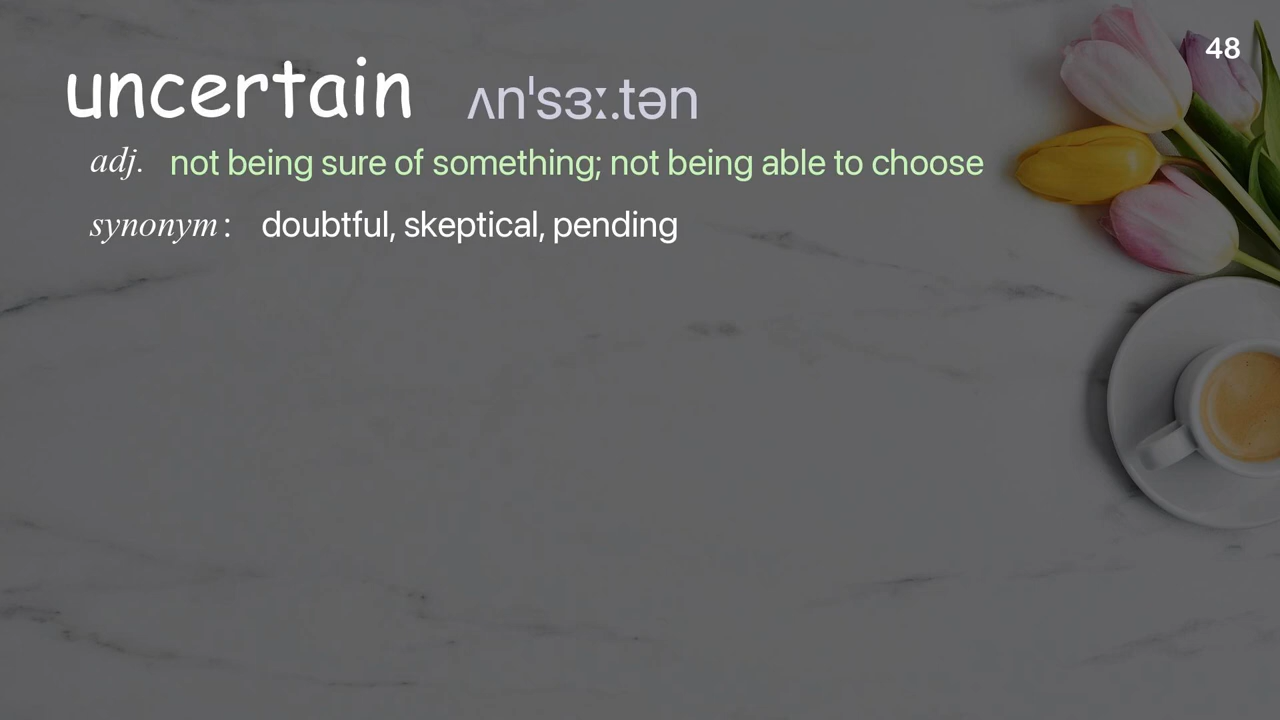 48
uncertain ʌnˈsɜː.tən
adj. not being sure of something; not being able to choose
synonym: doubtful, skeptical, pending